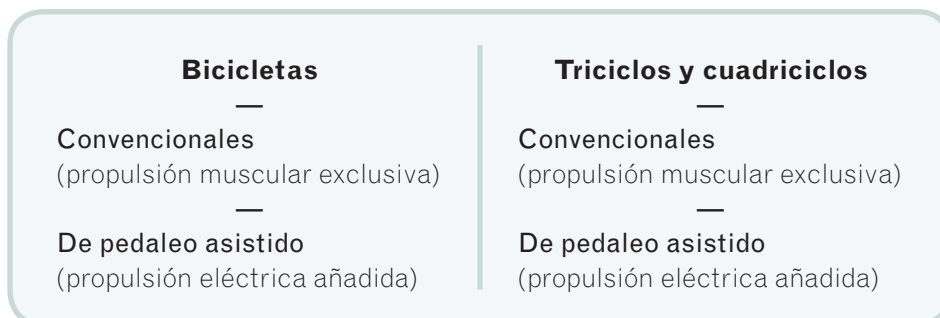 Bicicletas
—
Convencionales
(propulsión muscular exclusiva)
—
De pedaleo asistido
(propulsión eléctrica añadida)
Triciclos y cuadriciclos
—
Convencionales
(propulsión muscular exclusiva)
—
De pedaleo asistido
(propulsión eléctrica añadida)